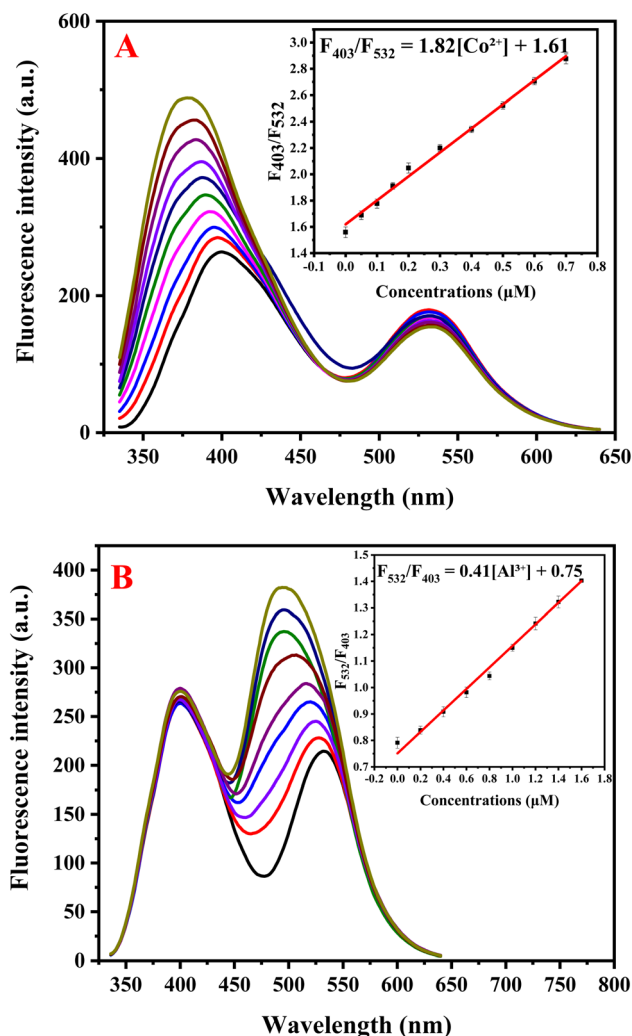 A
F₄₀₃/F₅₃₂ = 1.82[Co²⁺] + 1.61
F₄₀₃/F₅₃₂
3.0
2.8
2.6
2.4
2.2
2.0
1.8
1.6
1.4
-0.1 0.0 0.1 0.2 0.3 0.4 0.5 0.6 0.7 0.8
Concentrations (µM)
Fluorescence intensity (a.u.)
600
400
200
0
350 400 450 500 550 600 650
Wavelength (nm)
B
F₅₃₂/F₄₀₃ = 0.41[Al³⁺] + 0.75
F₅₃₂/F₄₀₃
1.5
1.4
1.3
1.2
1.1
1.0
0.9
0.8
0.7
-0.2 0.0 0.2 0.4 0.6 0.8 1.0 1.2 1.4 1.6 1.8
Concentrations (µM)
Fluorescence intensity (a.u.)
400
350
300
250
200
150
100
50
0
350 400 450 500 550 600 650 700 750 800
Wavelength (nm)